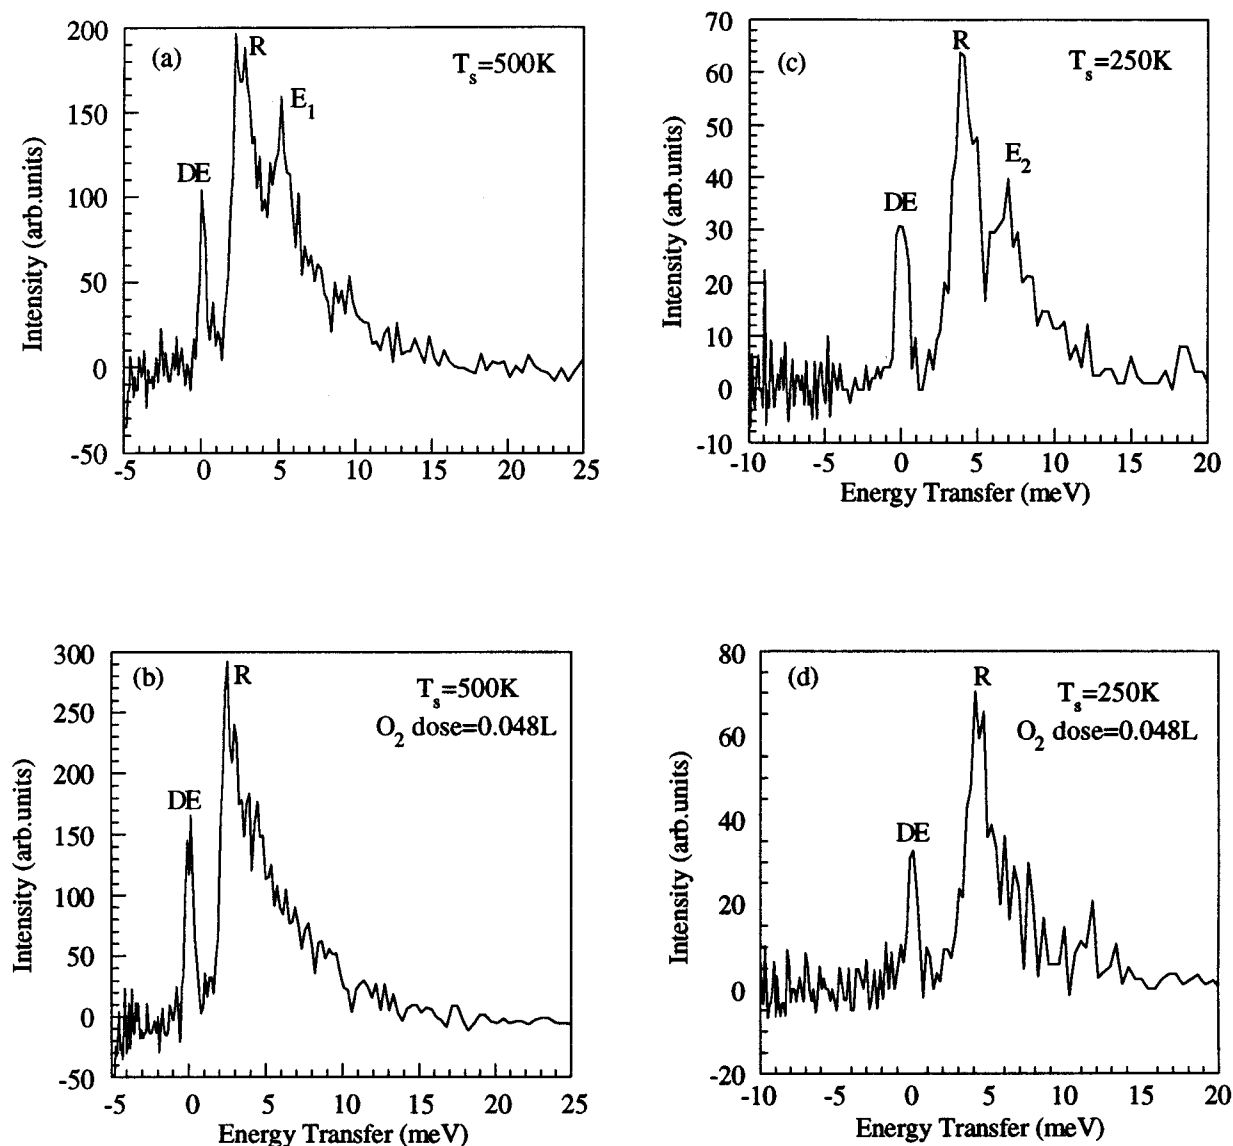 (a)
T_s=500K
R
E_1
DE
200
150
100
50
0
-50
-5 0 5 10 15 20 25
Intensity (arb.units)
(c)
T_s=250K
R
E_2
DE
70
60
50
40
30
20
10
0
-10
-10 -5 0 5 10 15 20
Intensity (arb.units)
Energy Transfer (meV)
(b)
R
T_s=500K
O_2 dose=0.048L
DE
300
250
200
150
100
50
0
-50
-5 0 5 10 15 20 25
Intensity (arb.units)
Energy Transfer (meV)
(d)
R
T_s=250K
O_2 dose=0.048L
DE
80
60
40
20
0
-20
-10 -5 0 5 10 15 20
Intensity (arb.units)
Energy Transfer (meV)